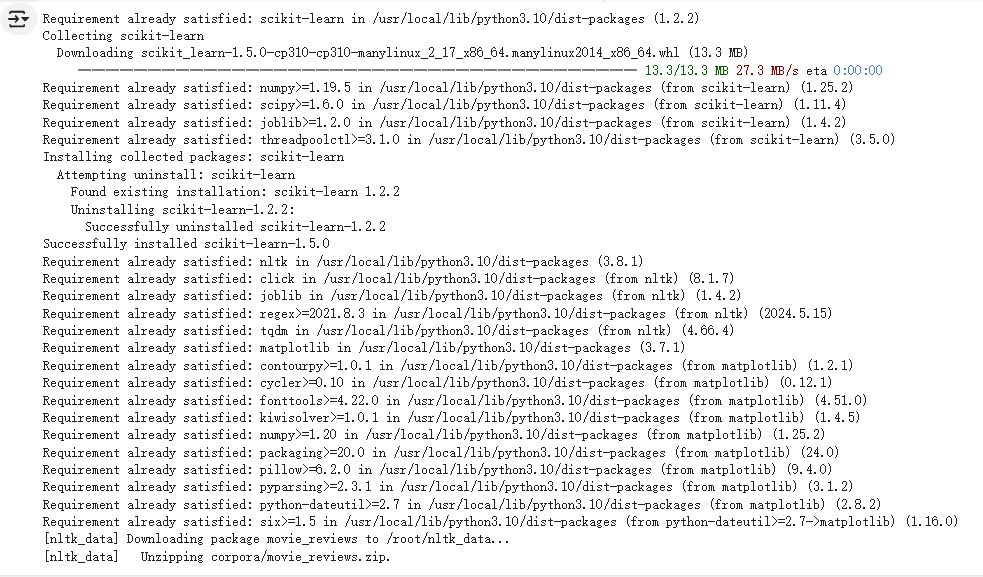 Requirement already satisfied: scikit-learn in /usr/local/lib/python3.10/dist-packages (1.2.2)
Collecting scikit-learn
Downloading scikit_learn-1.5.0-cp310-cp310-manylinux_2_17_x86_64.manylinux2014_x86_64.whl (13.3 MB)
13.3/13.3 MB 27.3 MB/s eta 0:00:00
Requirement already satisfied: numpy>=1.19.5 in /usr/local/lib/python3.10/dist-packages (from scikit-learn) (1.25.2)
Requirement already satisfied: scipy>=1.6.0 in /usr/local/lib/python3.10/dist-packages (from scikit-learn) (1.11.4)
Requirement already satisfied: joblib>=1.2.0 in /usr/local/lib/python3.10/dist-packages (from scikit-learn) (1.4.2)
Requirement already satisfied: threadpoolctl>=3.1.0 in /usr/local/lib/python3.10/dist-packages (from scikit-learn) (3.5.0)
Installing collected packages: scikit-learn
Attempting uninstall: scikit-learn
Found existing installation: scikit-learn 1.2.2
Uninstalling scikit-learn-1.2.2:
Successfully uninstalled scikit-learn-1.2.2
Successfully installed scikit-learn-1.5.0
Requirement already satisfied: nltk in /usr/local/lib/python3.10/dist-packages (3.8.1)
Requirement already satisfied: click in /usr/local/lib/python3.10/dist-packages (from nltk) (8.1.7)
Requirement already satisfied: joblib in /usr/local/lib/python3.10/dist-packages (from nltk) (1.4.2)
Requirement already satisfied: regex>=2021.8.3 in /usr/local/lib/python3.10/dist-packages (from nltk) (2024.5.15)
Requirement already satisfied: tqdm in /usr/local/lib/python3.10/dist-packages (from nltk) (4.66.4)
Requirement already satisfied: matplotlib in /usr/local/lib/python3.10/dist-packages (3.7.1)
Requirement already satisfied: contourpy>=1.0.1 in /usr/local/lib/python3.10/dist-packages (from matplotlib) (1.2.1)
Requirement already satisfied: cycler>=0.10 in /usr/local/lib/python3.10/dist-packages (from matplotlib) (0.12.1)
Requirement already satisfied: fonttools>=4.22.0 in /usr/local/lib/python3.10/dist-packages (from matplotlib) (4.51.0)
Requirement already satisfied: kiwisolver>=1.0.1 in /usr/local/lib/python3.10/dist-packages (from matplotlib) (1.4.5)
Requirement already satisfied: numpy>=1.20 in /usr/local/lib/python3.10/dist-packages (from matplotlib) (1.25.2)
Requirement already satisfied: packaging>=20.0 in /usr/local/lib/python3.10/dist-packages (from matplotlib) (24.0)
Requirement already satisfied: pillow>=6.2.0 in /usr/local/lib/python3.10/dist-packages (from matplotlib) (9.4.0)
Requirement already satisfied: pyparsing>=2.3.1 in /usr/local/lib/python3.10/dist-packages (from matplotlib) (3.1.2)
Requirement already satisfied: python-dateutil>=2.7 in /usr/local/lib/python3.10/dist-packages (from matplotlib) (2.8.2)
Requirement already satisfied: six>=1.5 in /usr/local/lib/python3.10/dist-packages (from python-dateutil>=2.7->matplotlib) (1.16.0)
[nltk_data] Downloading package movie_reviews to /root/nltk_data...
[nltk_data]   Unzipping corpora/movie_reviews.zip.